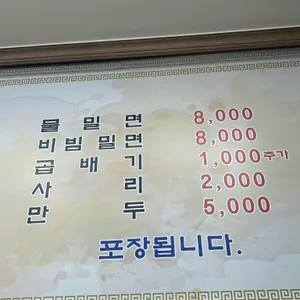 물 밀 면 8,000
비 빔 밀 면 8,000
곱 배 기 1,000추가
사 리 2,000
만 두 5,000
포장됩니다.